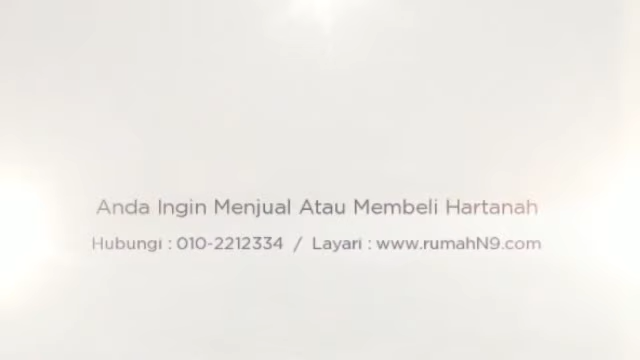 Anda Ingin Menjual Atau Membeli Hartanah
Hubungi : 010-2212334 / Layari : www.rumahN9.com